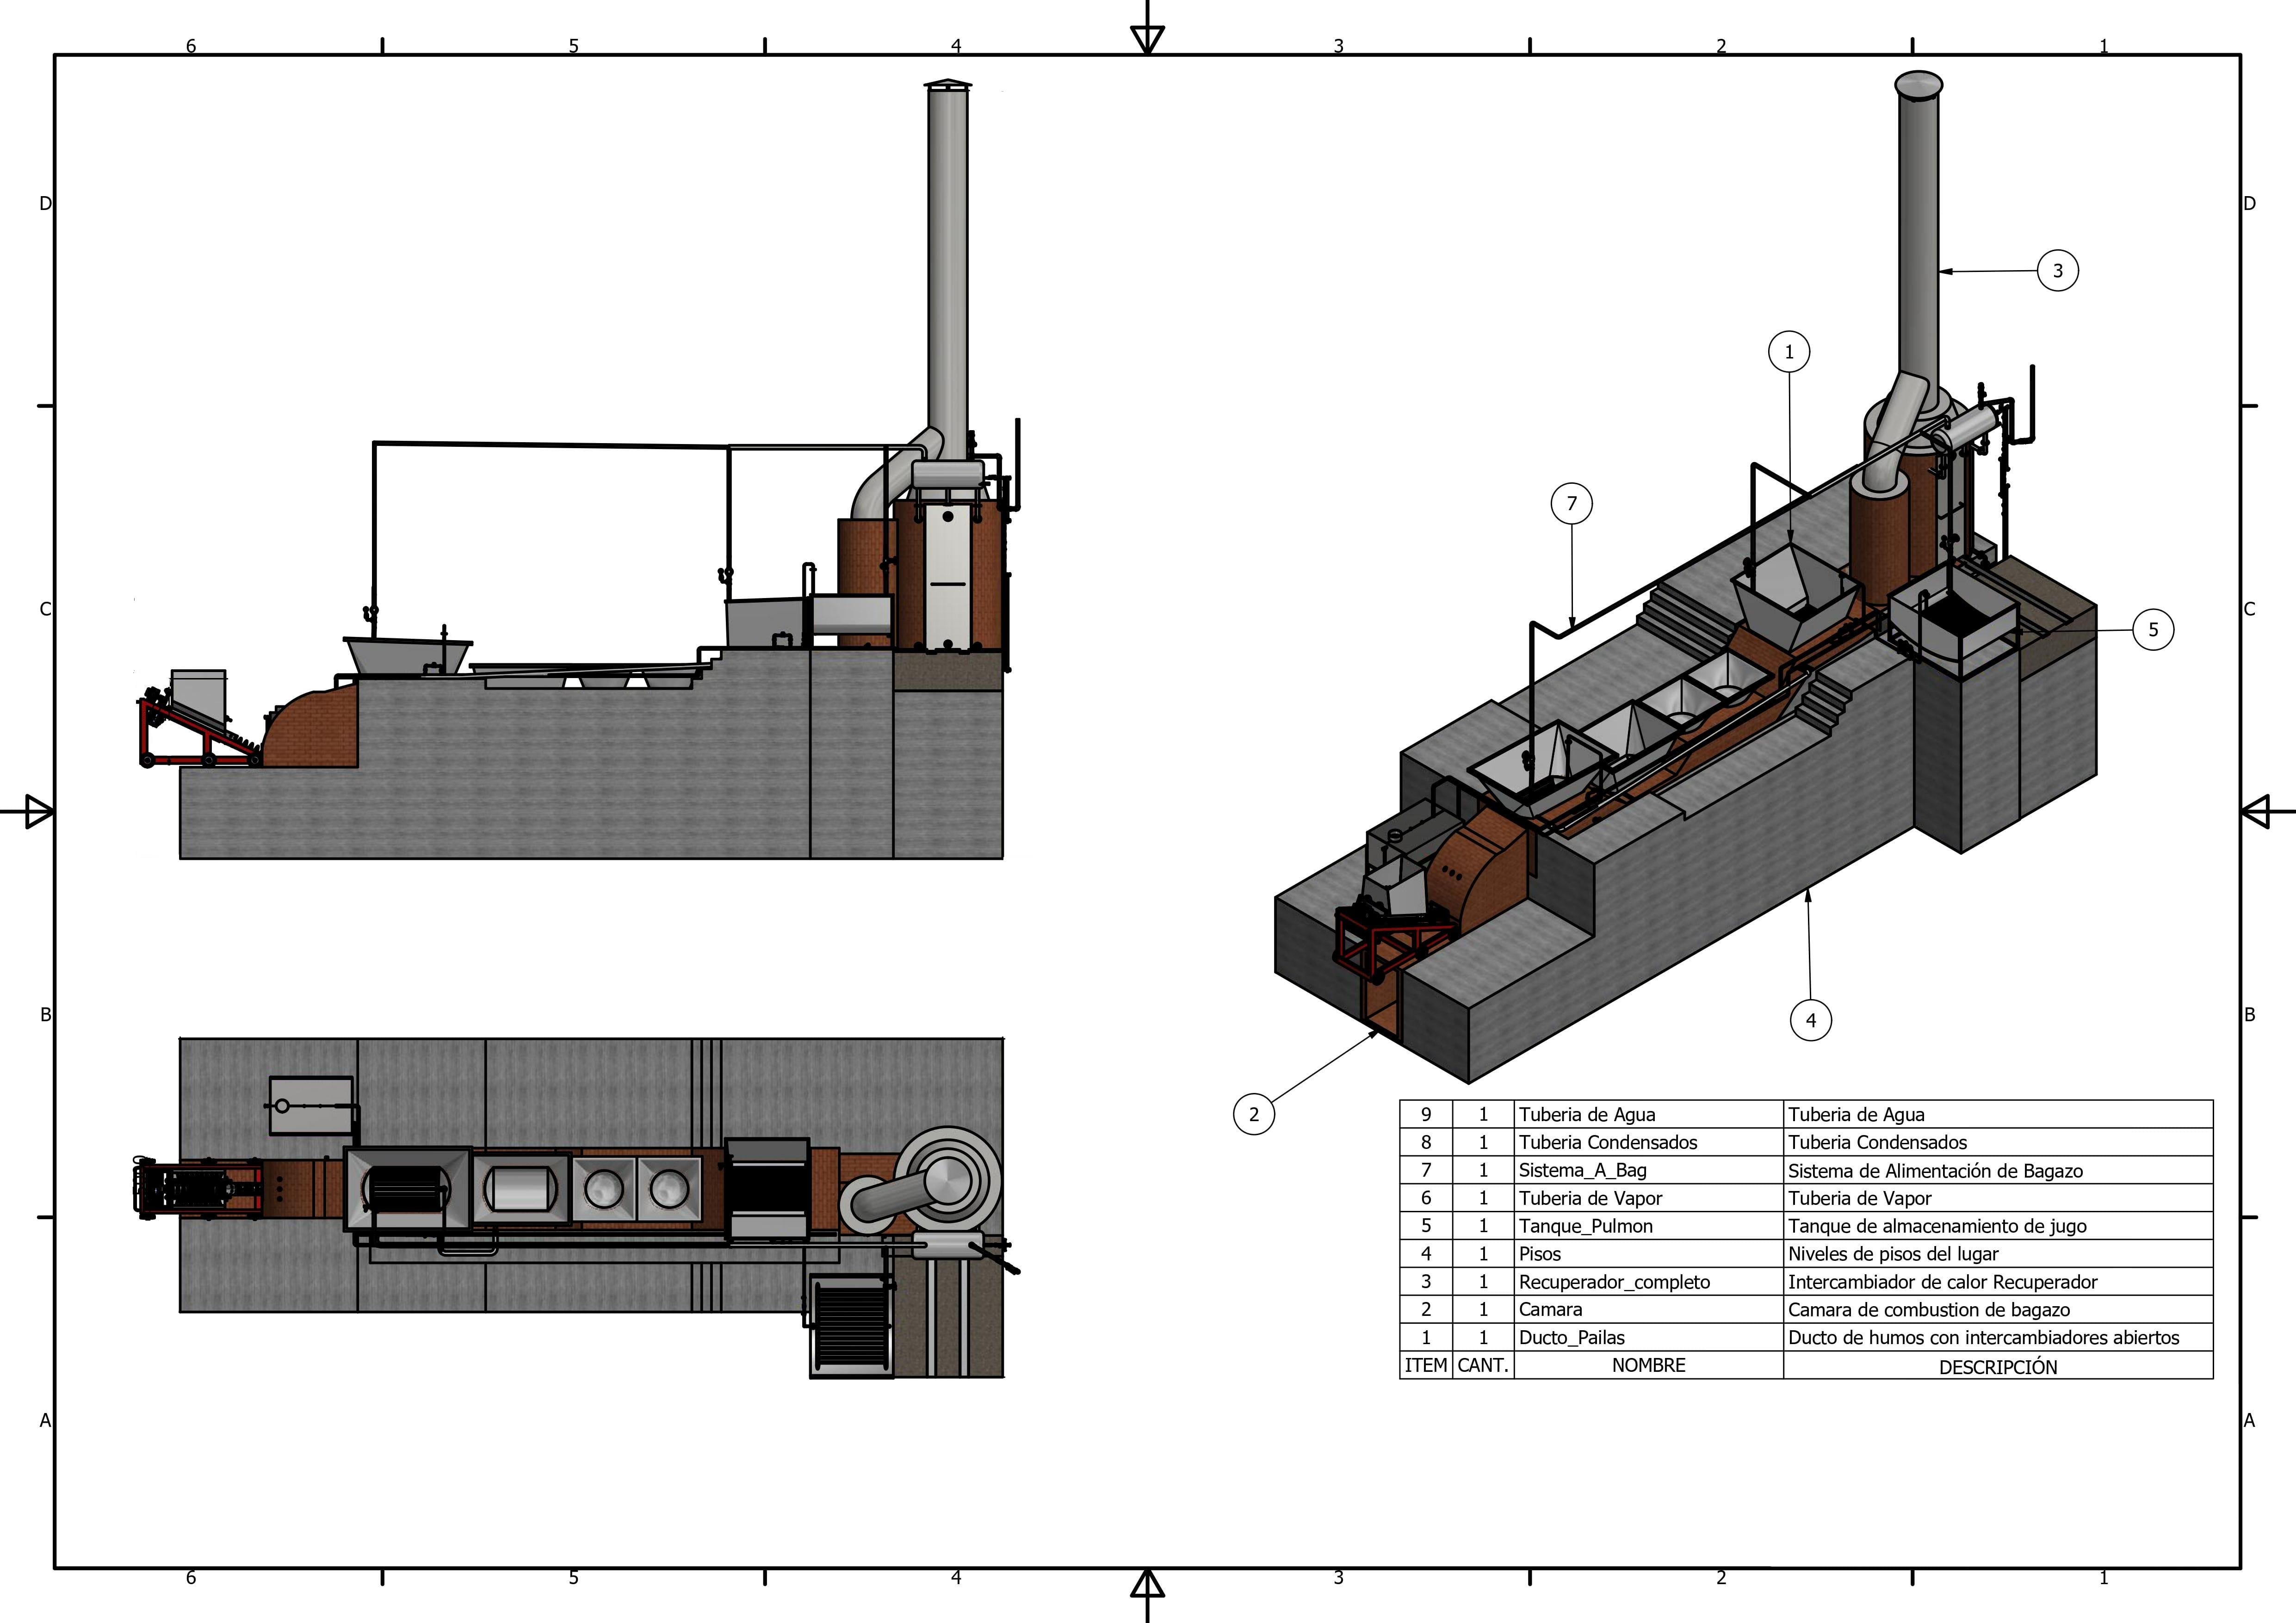 6 5 4 3 2 1
D D
3
1
7
C C
5
B B
4
2
9 1 Tuberia de Agua Tuberia de Agua
8 1 Tuberia Condensados Tuberia Condensados
7 1 Sistema_A_Bag Sistema de Alimentación de Bagazo
6 1 Tuberia de Vapor Tuberia de Vapor
5 1 Tanque_Pulmon Tanque de almacenamiento de jugo
4 1 Pisos Niveles de pisos del lugar
3 1 Recuperador_completo Intercambiador de calor Recuperador
2 1 Camara Camara de combustion de bagazo
1 1 Ducto_Pailas Ducto de humos con intercambiadores abiertos
ITEM CANT. NOMBRE DESCRIPCIÓN
A A
6 5 4 3 2 1